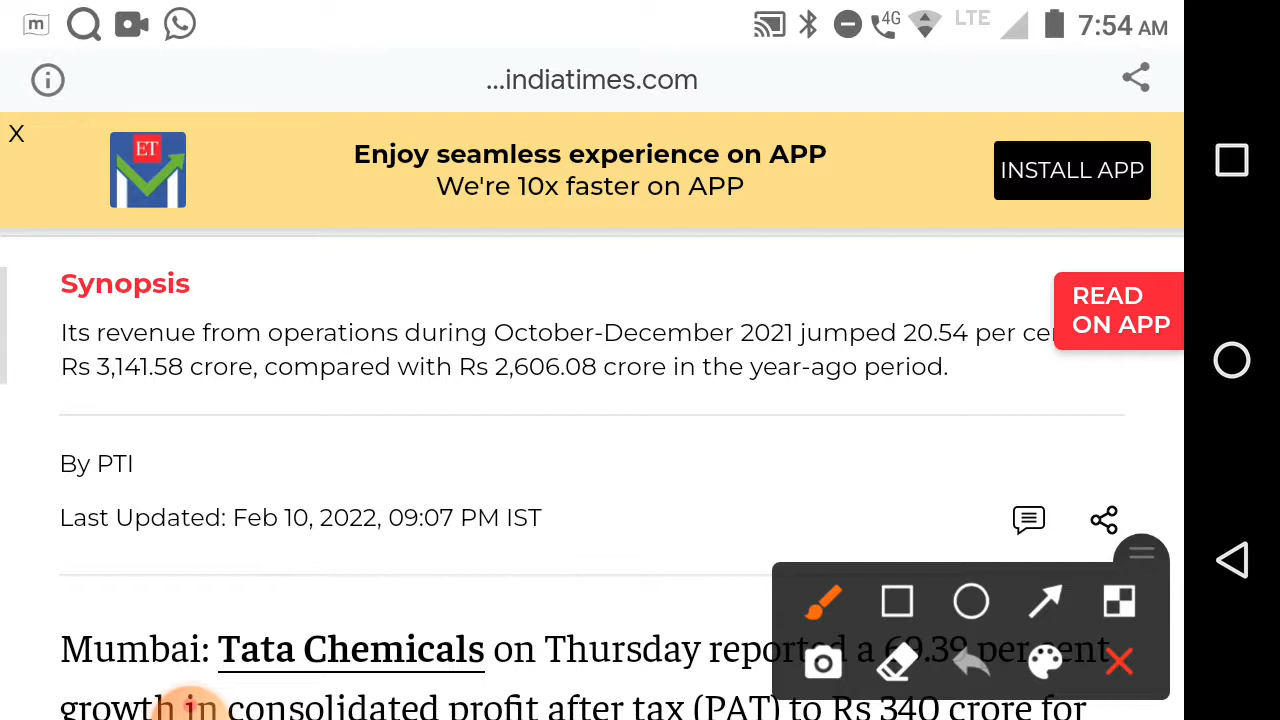 m 4G LTE 7:54 AM
...indiatimes.com
X
ET
Enjoy seamless experience on APP
We're 10x faster on APP
INSTALL APP
Synopsis
Its revenue from operations during October-December 2021 jumped 20.54 per
Rs 3,141.58 crore, compared with Rs 2,606.08 crore in the year-ago period.
READ
ON APP
By PTI
Last Updated: Feb 10, 2022, 09:07 PM IST
Mumbai: Tata Chemicals on Thursday reported a 69.39 per cent
growth in consolidated profit after tax (PAT) to Rs 340 crore for